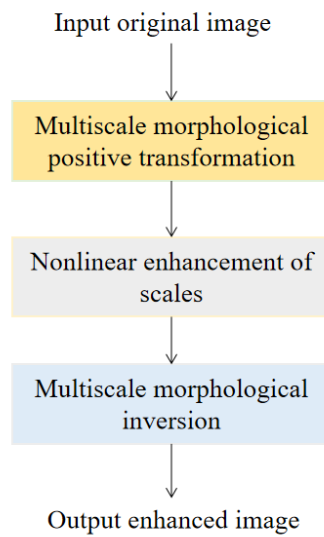 Input original image
Multiscale morphological
positive transformation
Nonlinear enhancement of
scales
Multiscale morphological
inversion
Output enhanced image